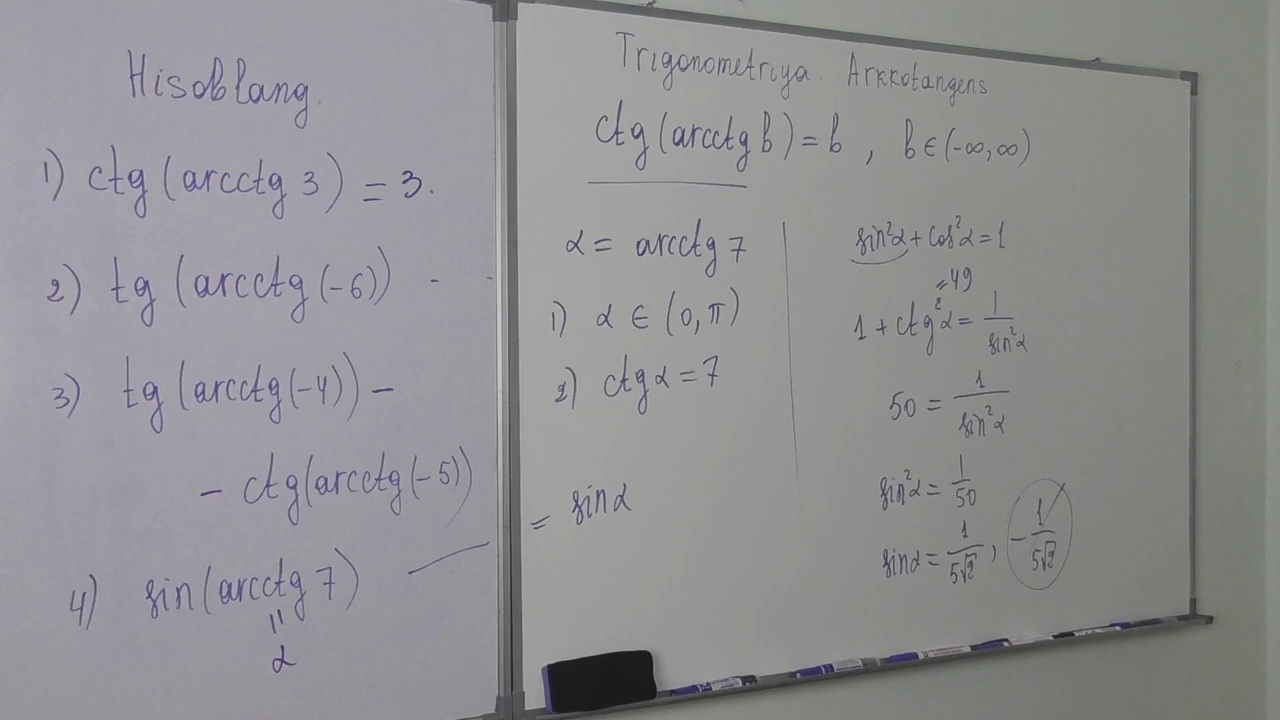 Hisoblang.
1) ctg(arcctg 3) = 3.
2) tg (arcctg (-6)) -
3) tg (arcctg(-4)) -
- ctg(arcctg(-5))
4) sin(arcctg 7)
=
α
Trigonometriya. Arkkotangens
ctg(arcctg b) = b , b ∈ (-∞, ∞)
α = arcctg 7
1) α ∈ (0, π)
2) ctg α = 7
= sin α
sin²α + cos²α = 1
= 49
1 + ctg²α = 1/sin²α
50 = 1/sin²α
sin²α = 1/50
sinα = 1/5√2, -1/5√2